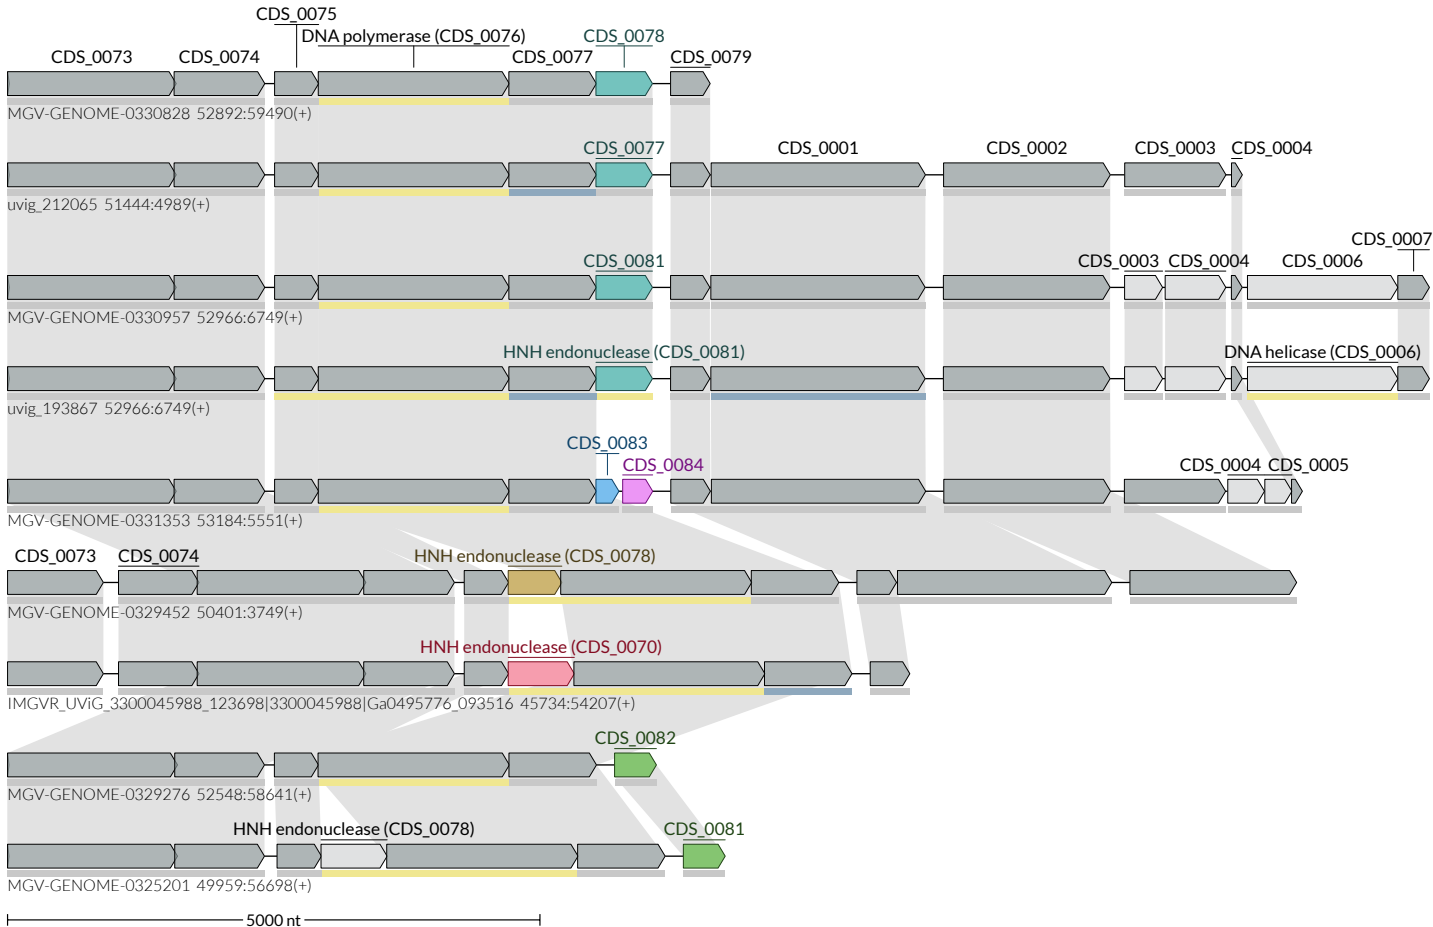 CDS_0075
DNA polymerase (CDS_0076) CDS_0078
CDS_0073 CDS_0074 CDS_0077 CDS_0079
MGV-GENOME-0330828 52892:59490(+)
CDS_0077 CDS_0001 CDS_0002 CDS_0003 CDS_0004
uvig_212065 51444:4989(+)
CDS_0007
CDS_0081 CDS_0003 CDS_0004 CDS_0006
MGV-GENOME-0330957 52966:6749(+)
HNH endonuclease (CDS_0081) DNA helicase (CDS_0006)
uvig_193867 52966:6749(+)
CDS_0083
CDS_0084 CDS_0004 CDS_0005
MGV-GENOME-0331353 53184:5551(+)
CDS_0073 CDS_0074 HNH endonuclease (CDS_0078)
MGV-GENOME-0329452 50401:3749(+)
HNH endonuclease (CDS_0070)
IMGVR_UViG_3300045988_123698|3300045988|Ga0495776_093516 45734:54207(+)
CDS_0082
MGV-GENOME-0329276 52548:58641(+)
HNH endonuclease (CDS_0078) CDS_0081
MGV-GENOME-0325201 49959:56698(+)
5000 nt